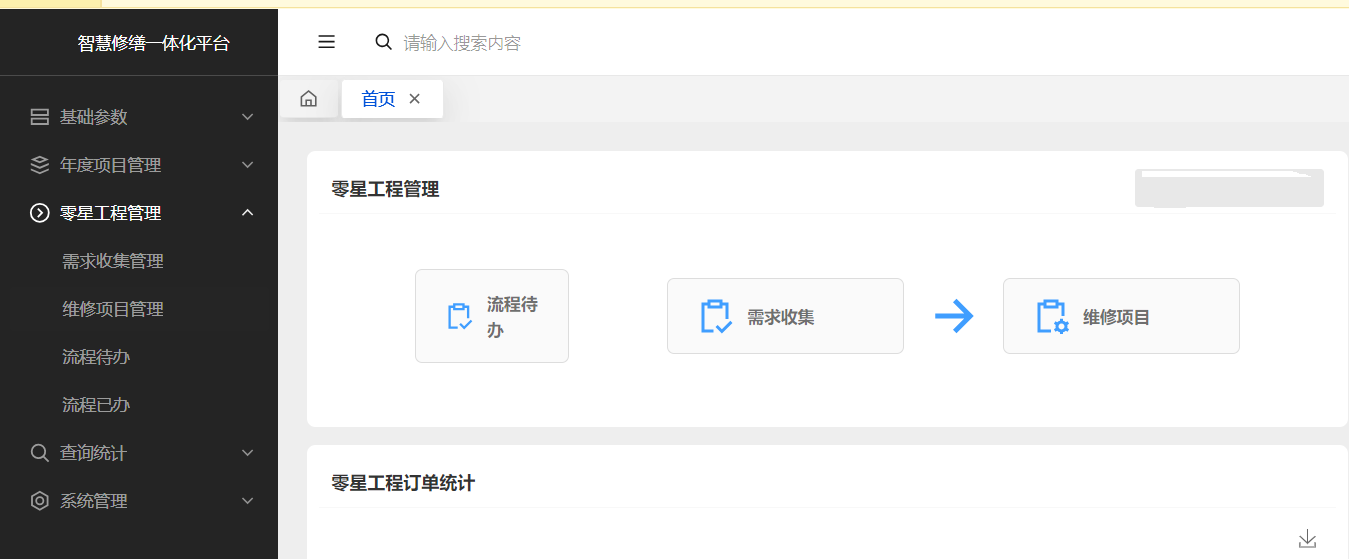 智慧修缮一体化平台
请输入搜索内容
首页
基础参数
年度项目管理
零星工程管理
需求收集管理
维修项目管理
流程待办
流程已办
查询统计
系统管理
零星工程管理
流程待
办
需求收集
维修项目
零星工程订单统计